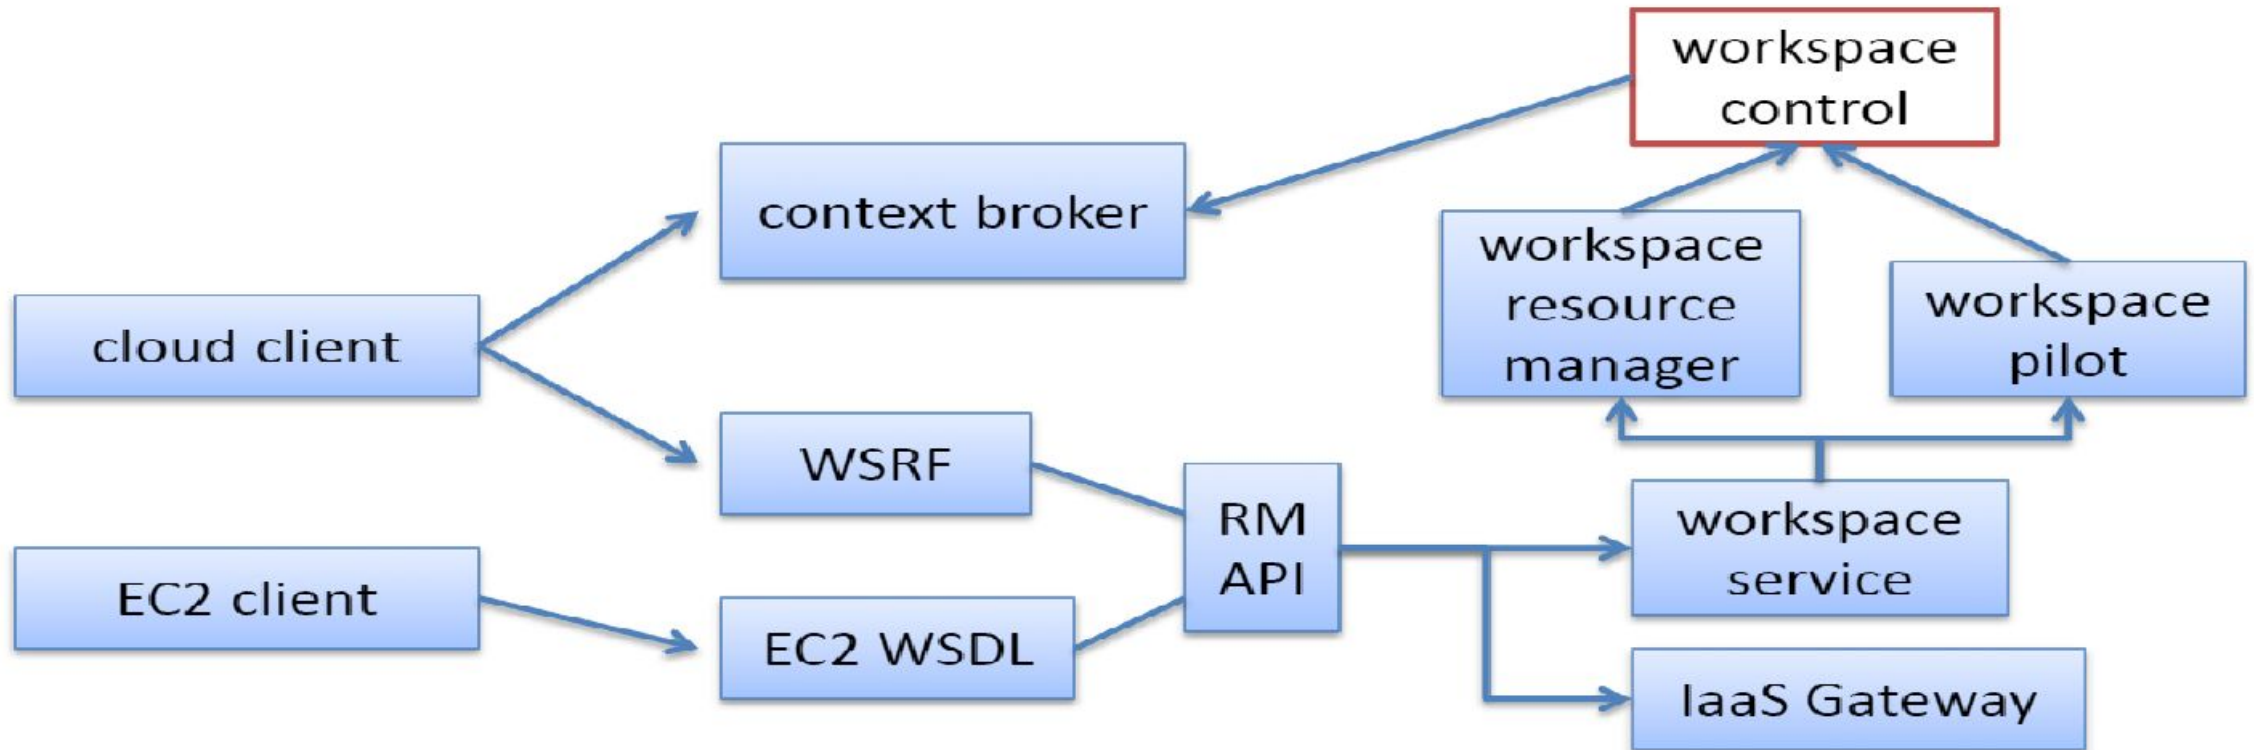 workspace
control
context broker
workspace
resource
manager
workspace
pilot
cloud client
WSRF
RM
API
workspace
service
EC2 client
EC2 WSDL
IaaS Gateway